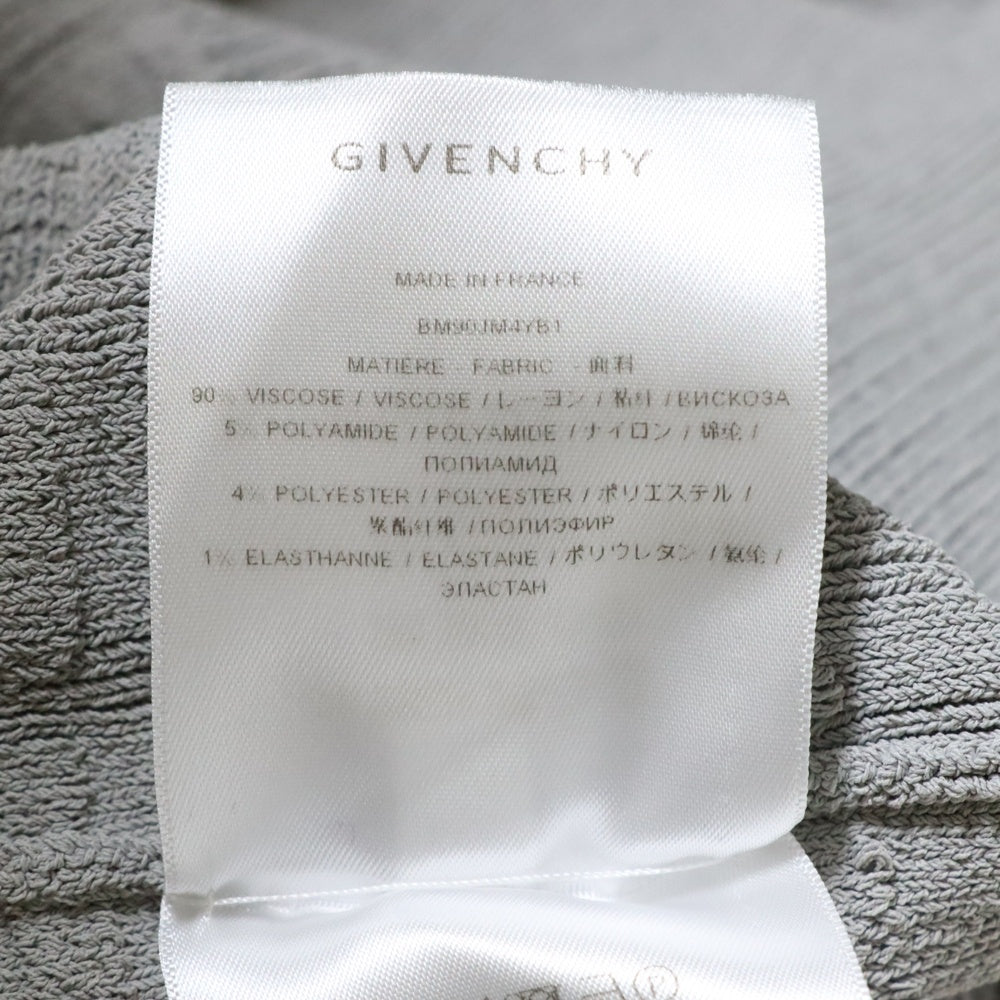 GIVENCHY
MADE IN FRANCE
BM90JM4YB1
MATIERE - FABRIC - 面料
90% VISCOSE / VISCOSE / レーヨン / 粘纤 /ВИСКОЗА
5% POLYAMIDE / POLYAMIDE / ナイロン / 锦纶 /
ПОЛИАМИД
4% POLYESTER / POLYESTER / ポリエステル /
聚酯纤维 /ПОЛИЭФИР
1% ELASTHANNE / ELASTANE / ポリウレタン / 氨纶 /
ЭЛАСТАН